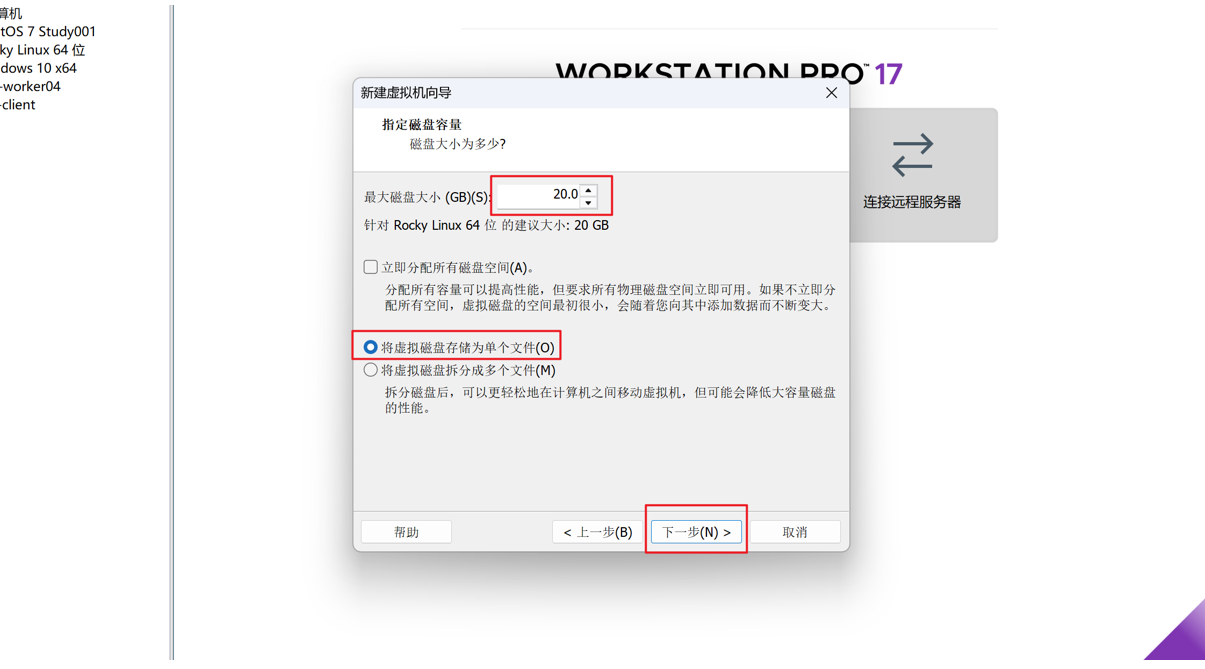 算机
tOS 7 Study001
ky Linux 64 位
dows 10 x64
-worker04
-client
WORKSTATION PRO™ 17
新建虚拟机向导
指定磁盘容量
磁盘大小为多少?
最大磁盘大小 (GB)(S): 20.0
针对 Rocky Linux 64 位 的建议大小: 20 GB
立即分配所有磁盘空间(A)。
分配所有容量可以提高性能，但要求所有物理磁盘空间立即可用。如果不立即分
配所有空间，虚拟磁盘的空间最初很小，会随着您向其中添加数据而不断变大。
将虚拟磁盘存储为单个文件(O)
将虚拟磁盘拆分成多个文件(M)
拆分磁盘后，可以更轻松地在计算机之间移动虚拟机，但可能会降低大容量磁盘
的性能。
帮助
< 上一步(B)
下一步(N) >
取消
连接远程服务器